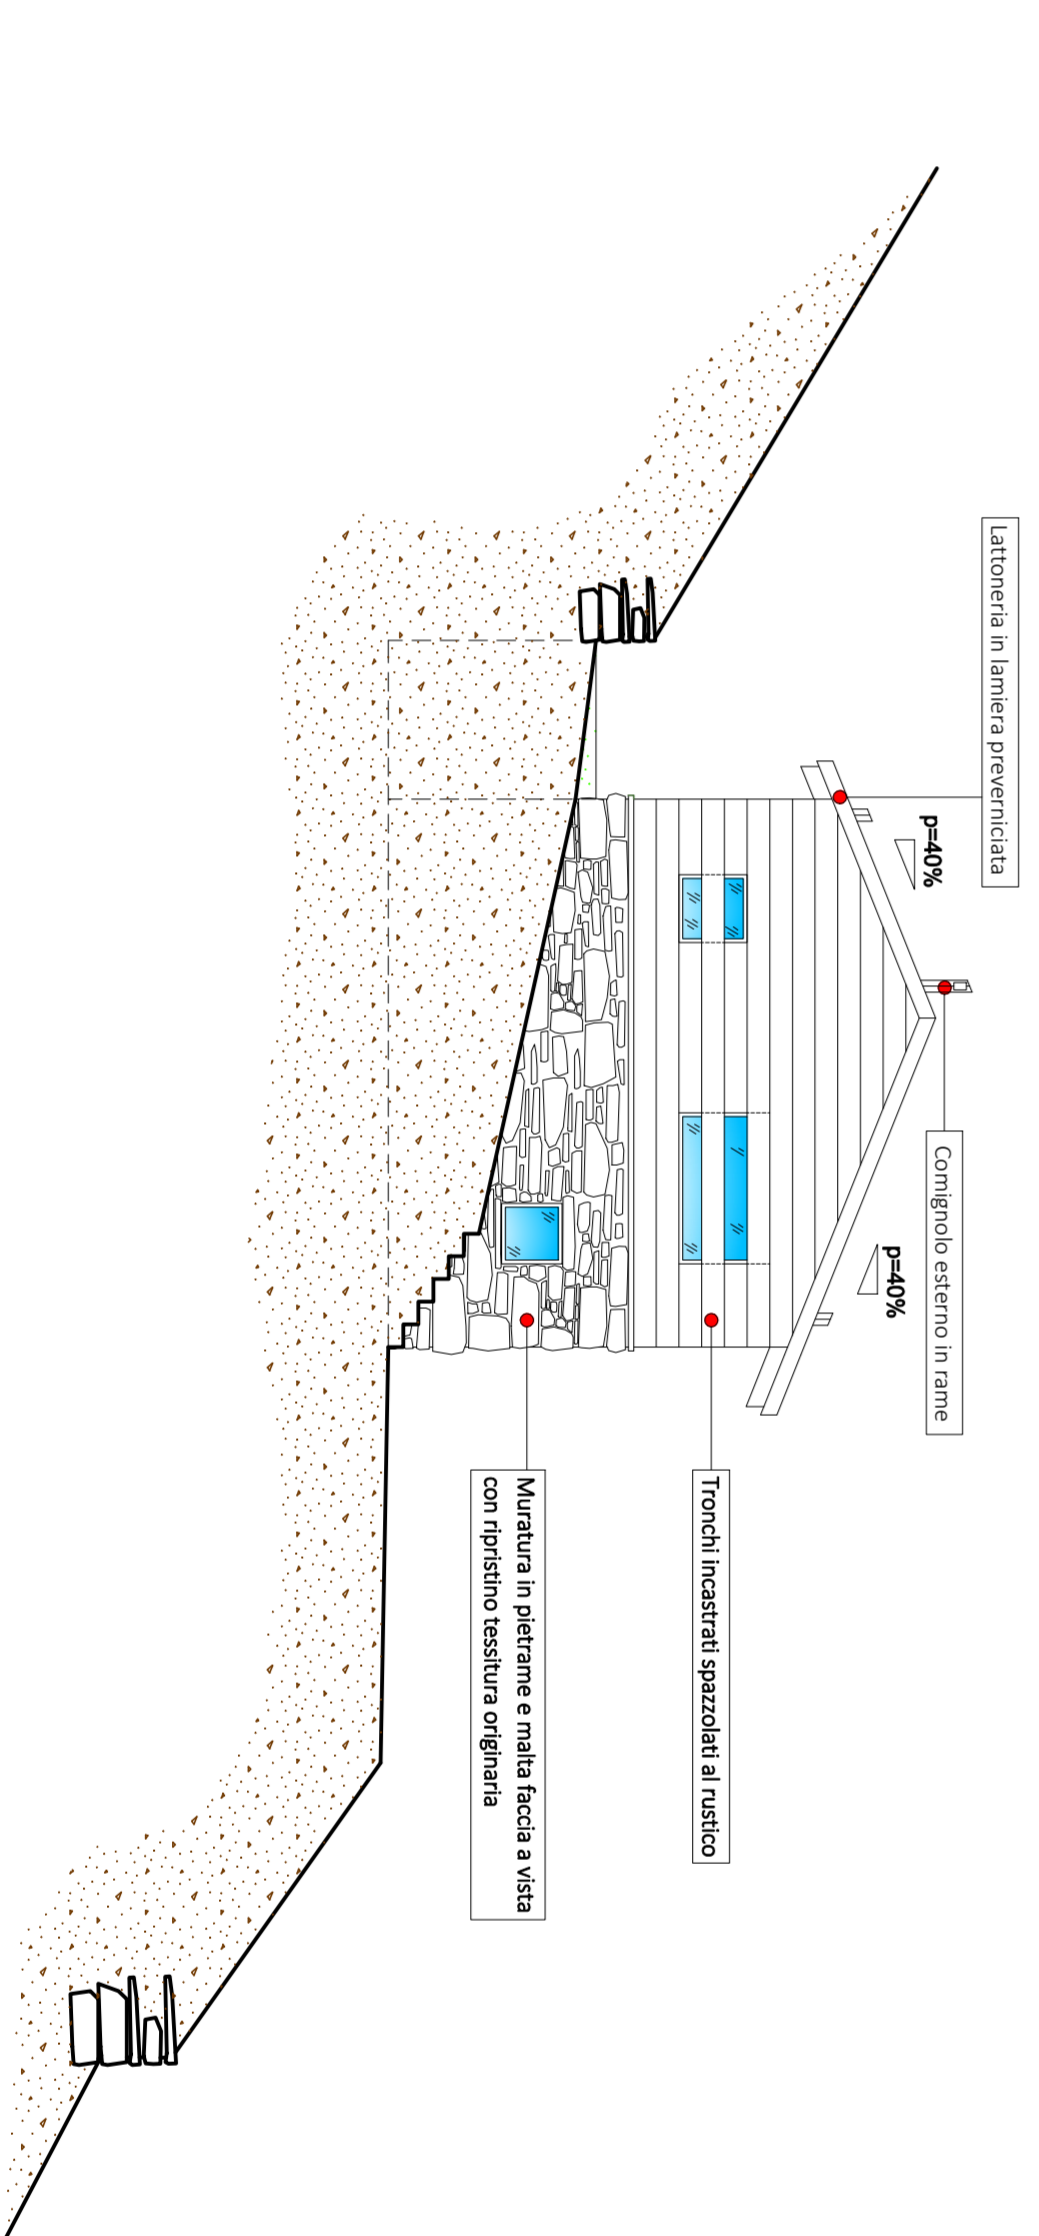 Lattoneria in lamiera preverniciata
p=40%
Comignolo esterno in rame
p=40%
Tronchi incastrati spazzolati al rustico
Muratura in pietrame e malta faccia a vista
con ripristino tessitura originaria